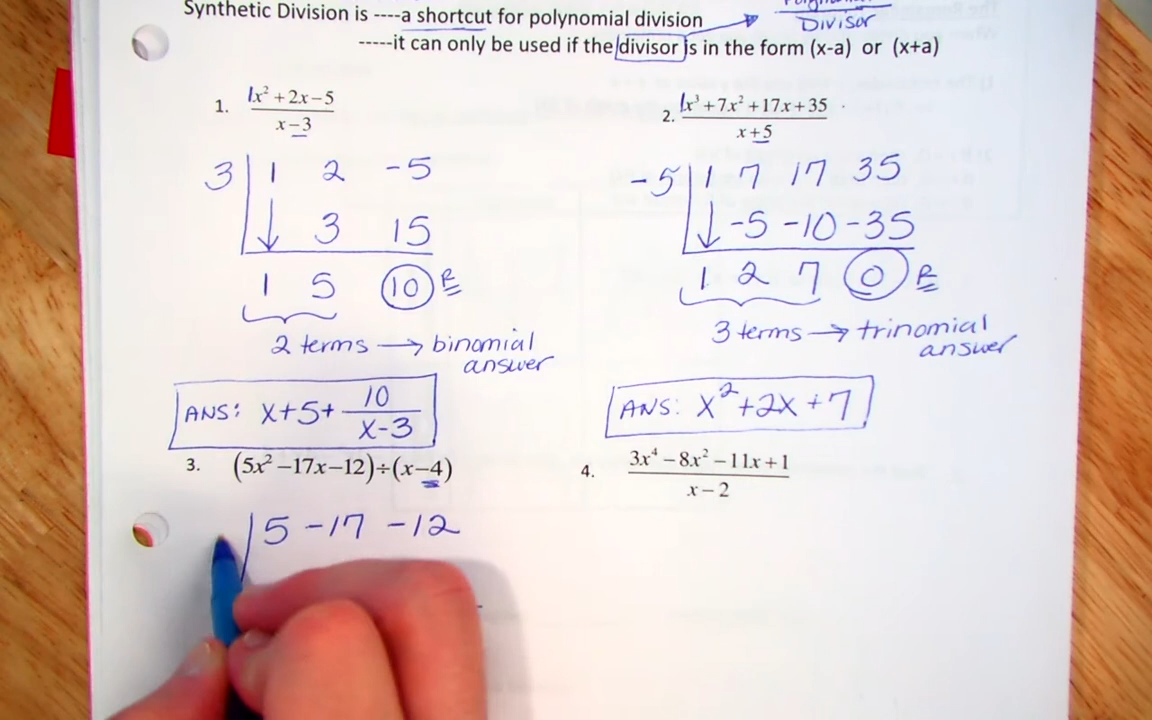 Synthetic Division is ----a shortcut for polynomial division
Divisor
-----it can only be used if the divisor is in the form (x-a) or (x+a)
1. 1x² + 2x − 5
x − 3
3 1 2 -5
3 15
1 5 10 R
2 terms → binomial
answer
ANS: x+5+ 10
x-3
2. 1x³ + 7x² + 17x + 35
x + 5
-5 1 7 17 35
-5 -10 -35
1 2 7 0 R
3 terms → trinomial
answer
ANS: x²+2x+7
3. (5x² −17x−12)÷(x−4)
5 -17 -12
4. 3x⁴ − 8x² − 11x + 1
x − 2